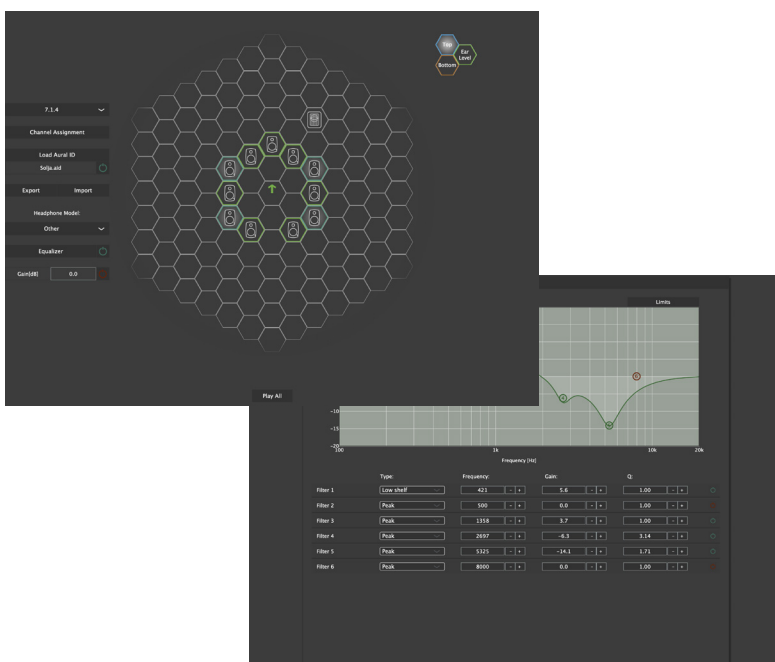 Top
Ear
Level
Bottom
7.1.4
Channel Assignment
Load Aural ID
Solja.aid
Export Import
Headphone Model:
Other
Equalizer
Gain[dB] 0.0
Play All
Limits
-10
-15
-20
100 1k 10k 20k
Frequency [Hz]
Type: Frequency: Gain: Q:
Filter 1 Low shelf 421 - + 5.6 - + 1.00 - +
Filter 2 Peak 500 - + 0.0 - + 1.00 - +
Filter 3 Peak 1358 - + 3.7 - + 1.00 - +
Filter 4 Peak 2697 - + -6.3 - + 3.14 - +
Filter 5 Peak 5325 - + -14.1 - + 1.71 - +
Filter 6 Peak 8000 - + 0.0 - + 1.00 - +